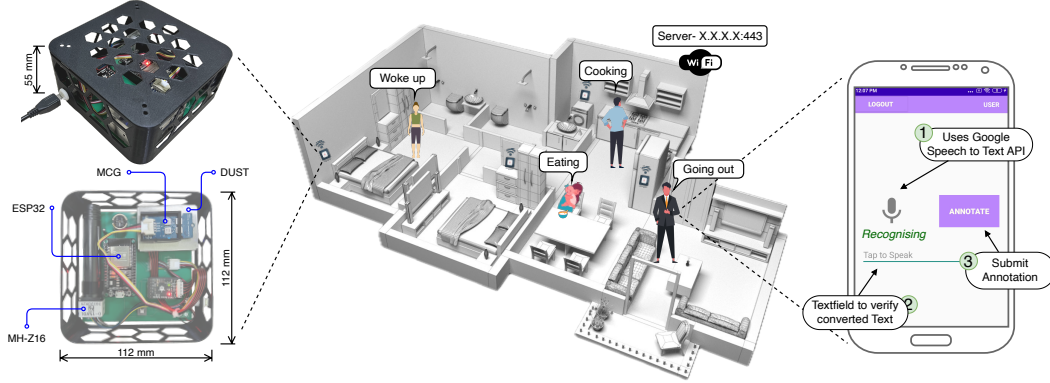 55 mm
MCG
DUST
ESP32
MH-Z16
112 mm
112 mm
Woke up
Cooking
Eating
Going out
Server- X.X.X.X:443
Wi Fi
12:07 PM
LOGOUT
USER
1
Uses Google
Speech to Text API
ANNOTATE
Recognising
Tap to Speak
3
Submit
Annotation
2
Textfield to verify
converted Text